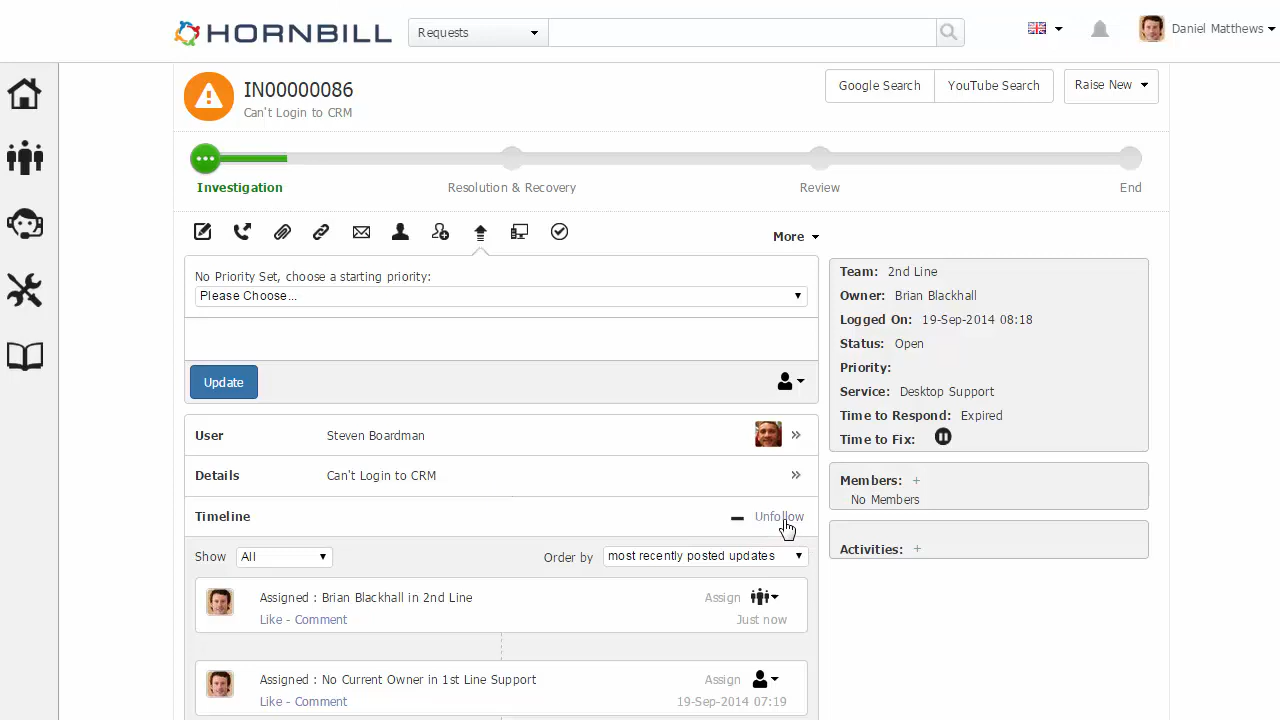 HORNBILL
Requests
Daniel Matthews
IN00000086
Can't Login to CRM
Google Search
YouTube Search
Raise New
Investigation
Resolution & Recovery
Review
End
More
No Priority Set, choose a starting priority:
Please Choose...
Update
Team: 2nd Line
Owner: Brian Blackhall
Logged On: 19-Sep-2014 08:18
Status: Open
Priority:
Service: Desktop Support
Time to Respond: Expired
Time to Fix:
User Steven Boardman »
Details Can't Login to CRM »
Timeline Unfollow
Members: +
No Members
Activities: +
Show All Order by most recently posted updates
Assigned : Brian Blackhall in 2nd Line Assign
Like - Comment Just now
Assigned : No Current Owner in 1st Line Support Assign
Like - Comment 19-Sep-2014 07:19